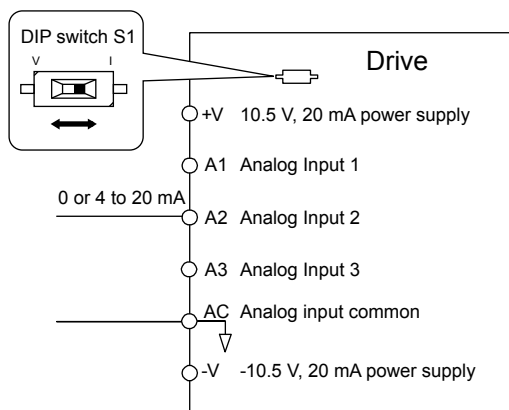 DIP switch S1
V I
Drive
+V 10.5 V, 20 mA power supply
A1 Analog Input 1
0 or 4 to 20 mA
A2 Analog Input 2
A3 Analog Input 3
AC Analog input common
-V -10.5 V, 20 mA power supply